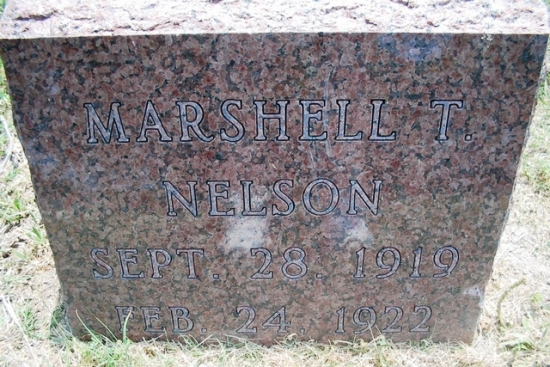 MARSHELL T.
NELSON
SEPT. 28. 1919
FEB. 24. 1922